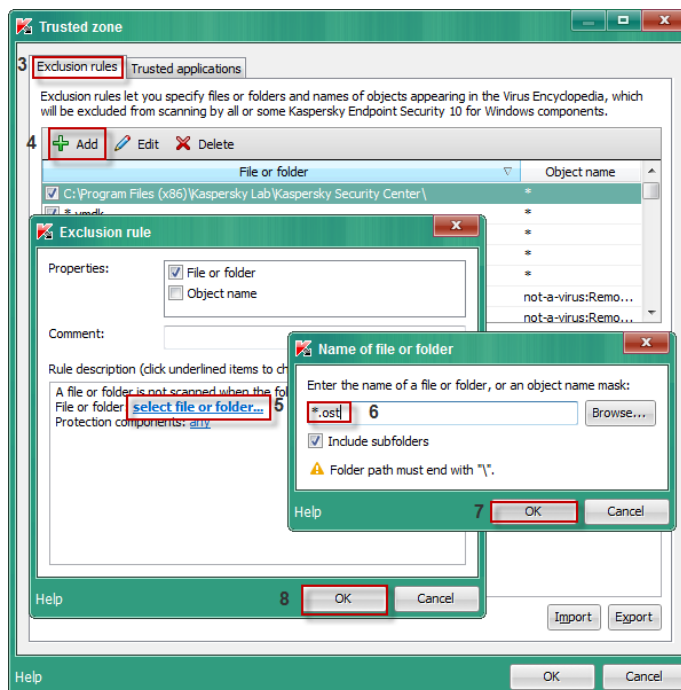 Trusted zone
3 Exclusion rules Trusted applications
Exclusion rules let you specify files or folders and names of objects appearing in the Virus Encyclopedia, which
will be excluded from scanning by all or some Kaspersky Endpoint Security 10 for Windows components.
4 Add Edit Delete
File or folder Object name
C:\Program Files (x86)\Kaspersky Lab\Kaspersky Security Center\ *
*.vmdk *
*
*
not-a-virus:Remo...
not-a-virus:Remo...
Exclusion rule
Properties:
File or folder
Object name
Comment:
Rule description (click underlined items to
A file or folder is not scanned when the
File or folder select file or folder... 5
Protection components: any
Help 8 OK Cancel
Name of file or folder
Enter the name of a file or folder, or an object name mask:
*.ost 6 Browse...
Include subfolders
Folder path must end with "\".
Help 7 OK Cancel
Import Export
Help OK Cancel